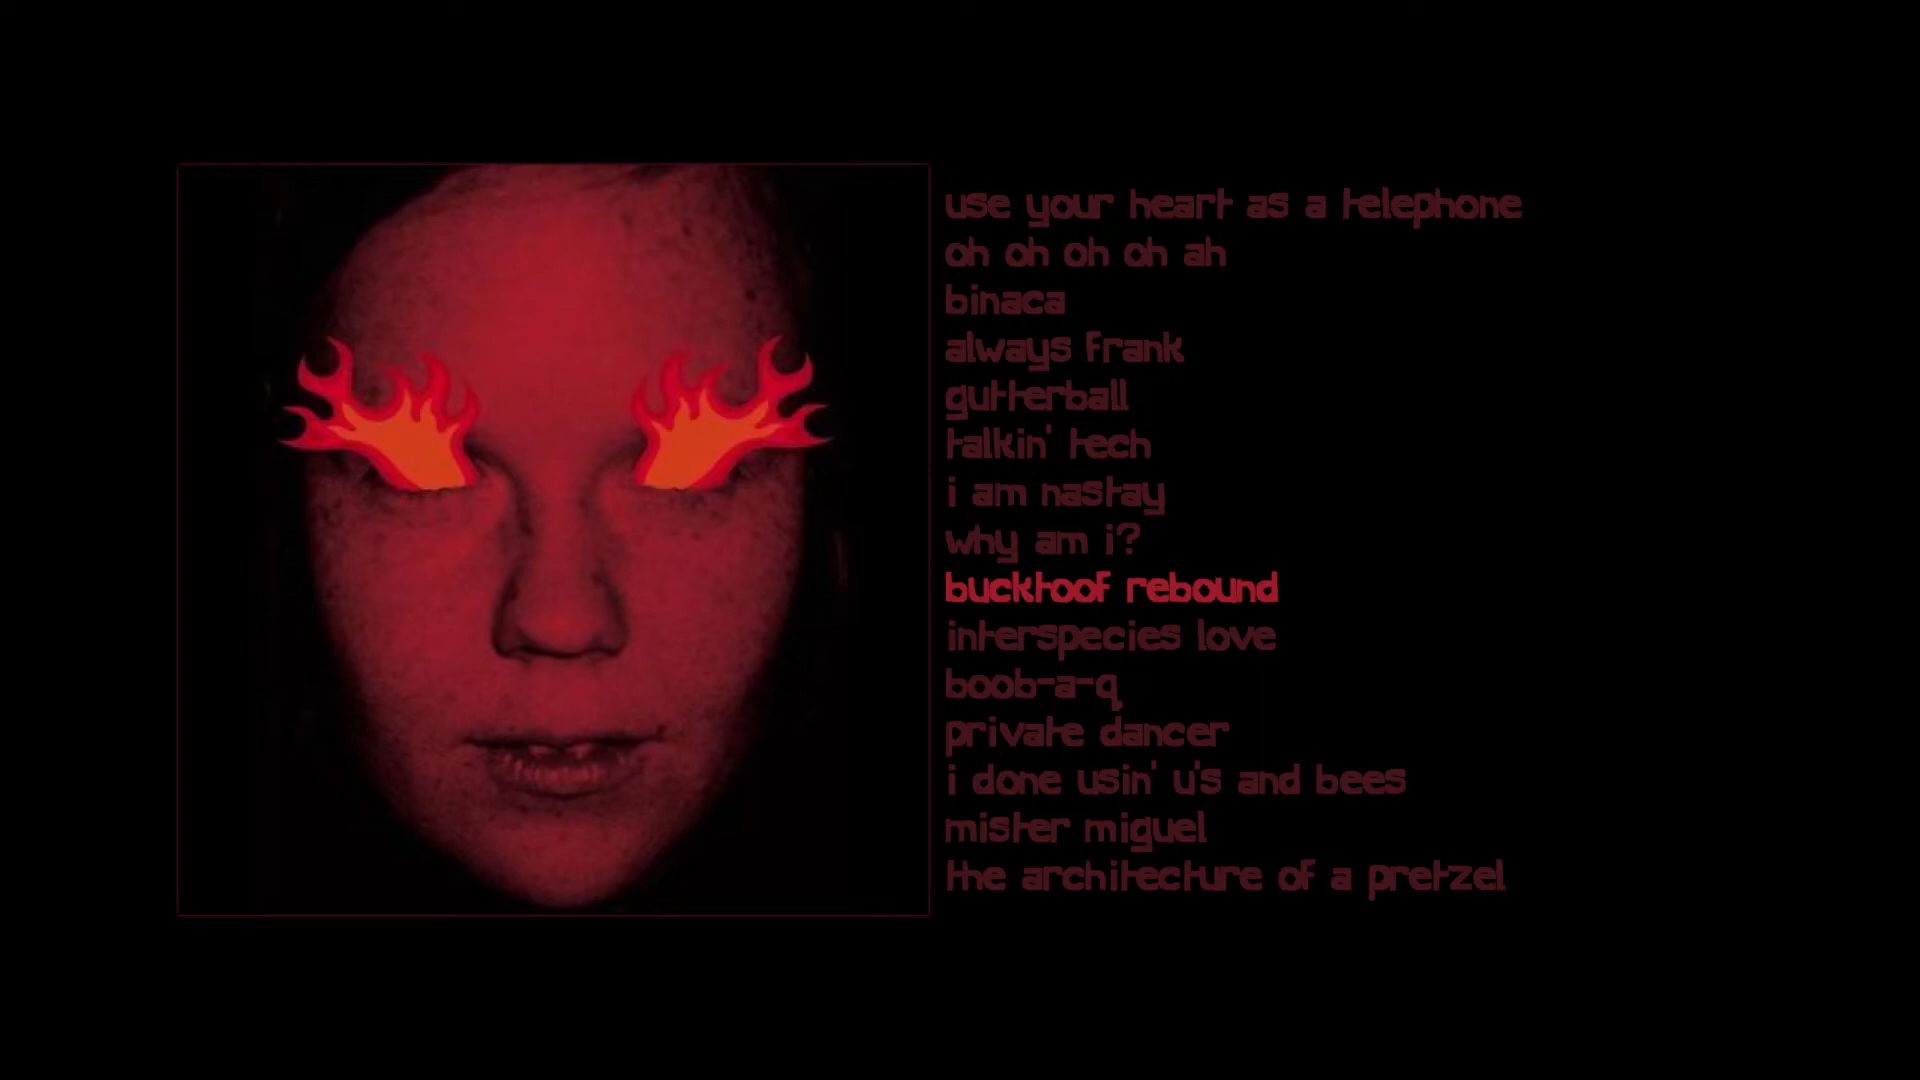 use your heart as a telephone
oh oh oh oh ah
binaca
always frank
gutterball
talkin' tech
i am nastay
why am i?
bucktoof rebound
interspecies love
boob-a-q
private dancer
i done usin' u's and bees
mister miguel
the architecture of a pretzel